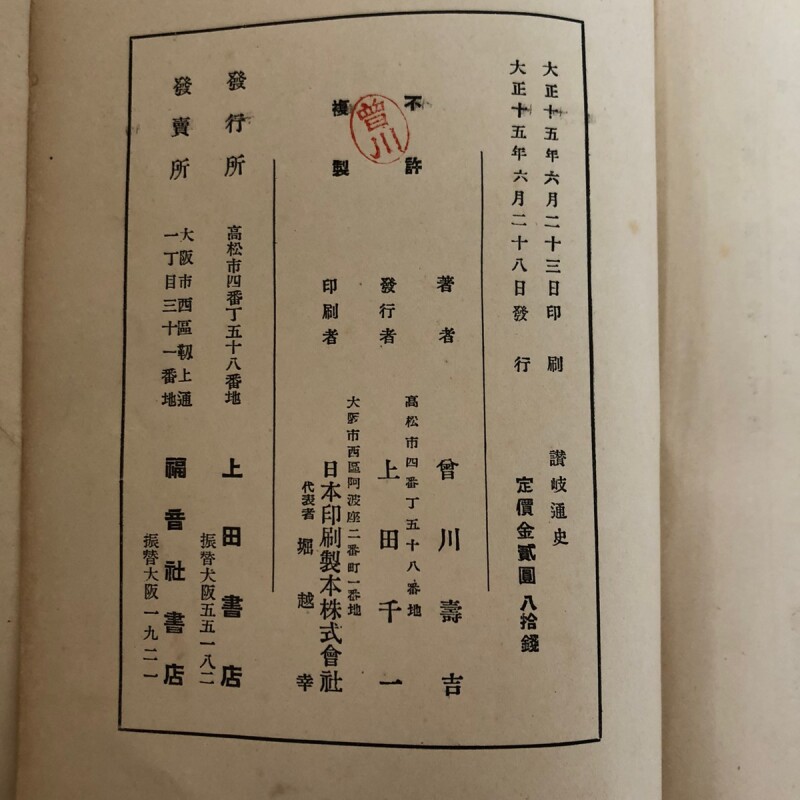 大正十五年六月二十三日印刷
大正十五年六月二十八日發行
讃岐通史
定價金貳圓八拾錢
不許
複製
曾川
著者
曾川壽吉
高松市四番丁五十八番地
發行者
上田千一
大阪市西區阿波座二番町一番地
印刷者
日本印刷製本株式會社
代表者 堀越幸
發行所
高松市四番丁五十八番地
上田書店
振替大阪五五一八二
發賣所
大阪市西區靱上通
一丁目三十一番地
福音社書店
振替大阪一九二一